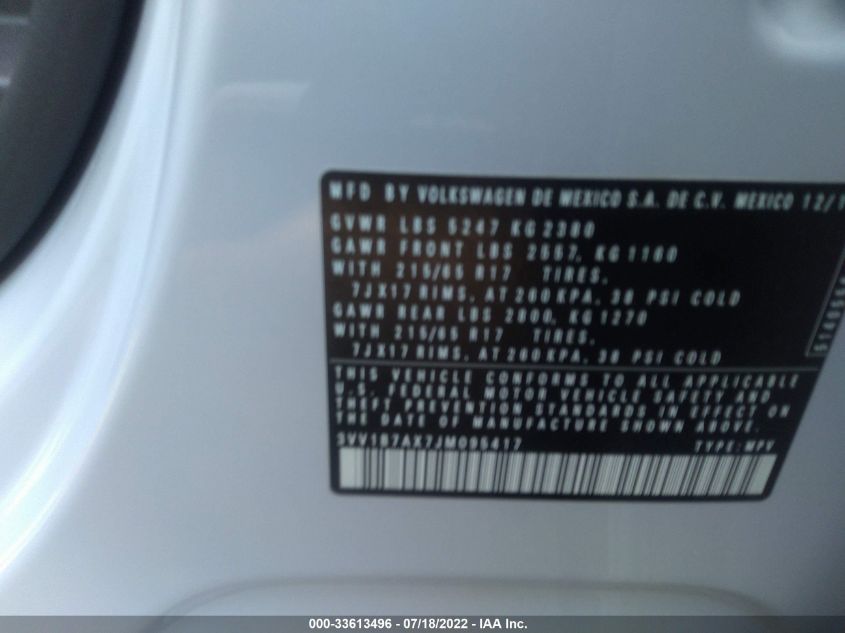 MFD BY VOLKSWAGEN DE MEXICO S.A. DE C.V. MEXICO 12/1
GVWR LBS 5247 KG 2380
GAWR FRONT LBS 2557, KG 1160
WITH 215/65 R17 TIRES,
7JX17 RIMS, AT 260 KPA, 38 PSI COLD
GAWR REAR LBS 2800, KG 1270
WITH 215/65 R17 TIRES,
7JX17 RIMS, AT 260 KPA, 38 PSI COLD
THIS VEHICLE CONFORMS TO ALL APPLICABLE
U.S. FEDERAL MOTOR VEHICLE SAFETY AND
THEFT PREVENTION STANDARDS IN EFFECT ON
THE DATE OF MANUFACTURE SHOWN ABOVE.
3VV1B7AX7JM095417 TYPE:MPV
000-33613496 - 07/18/2022 - IAA Inc.